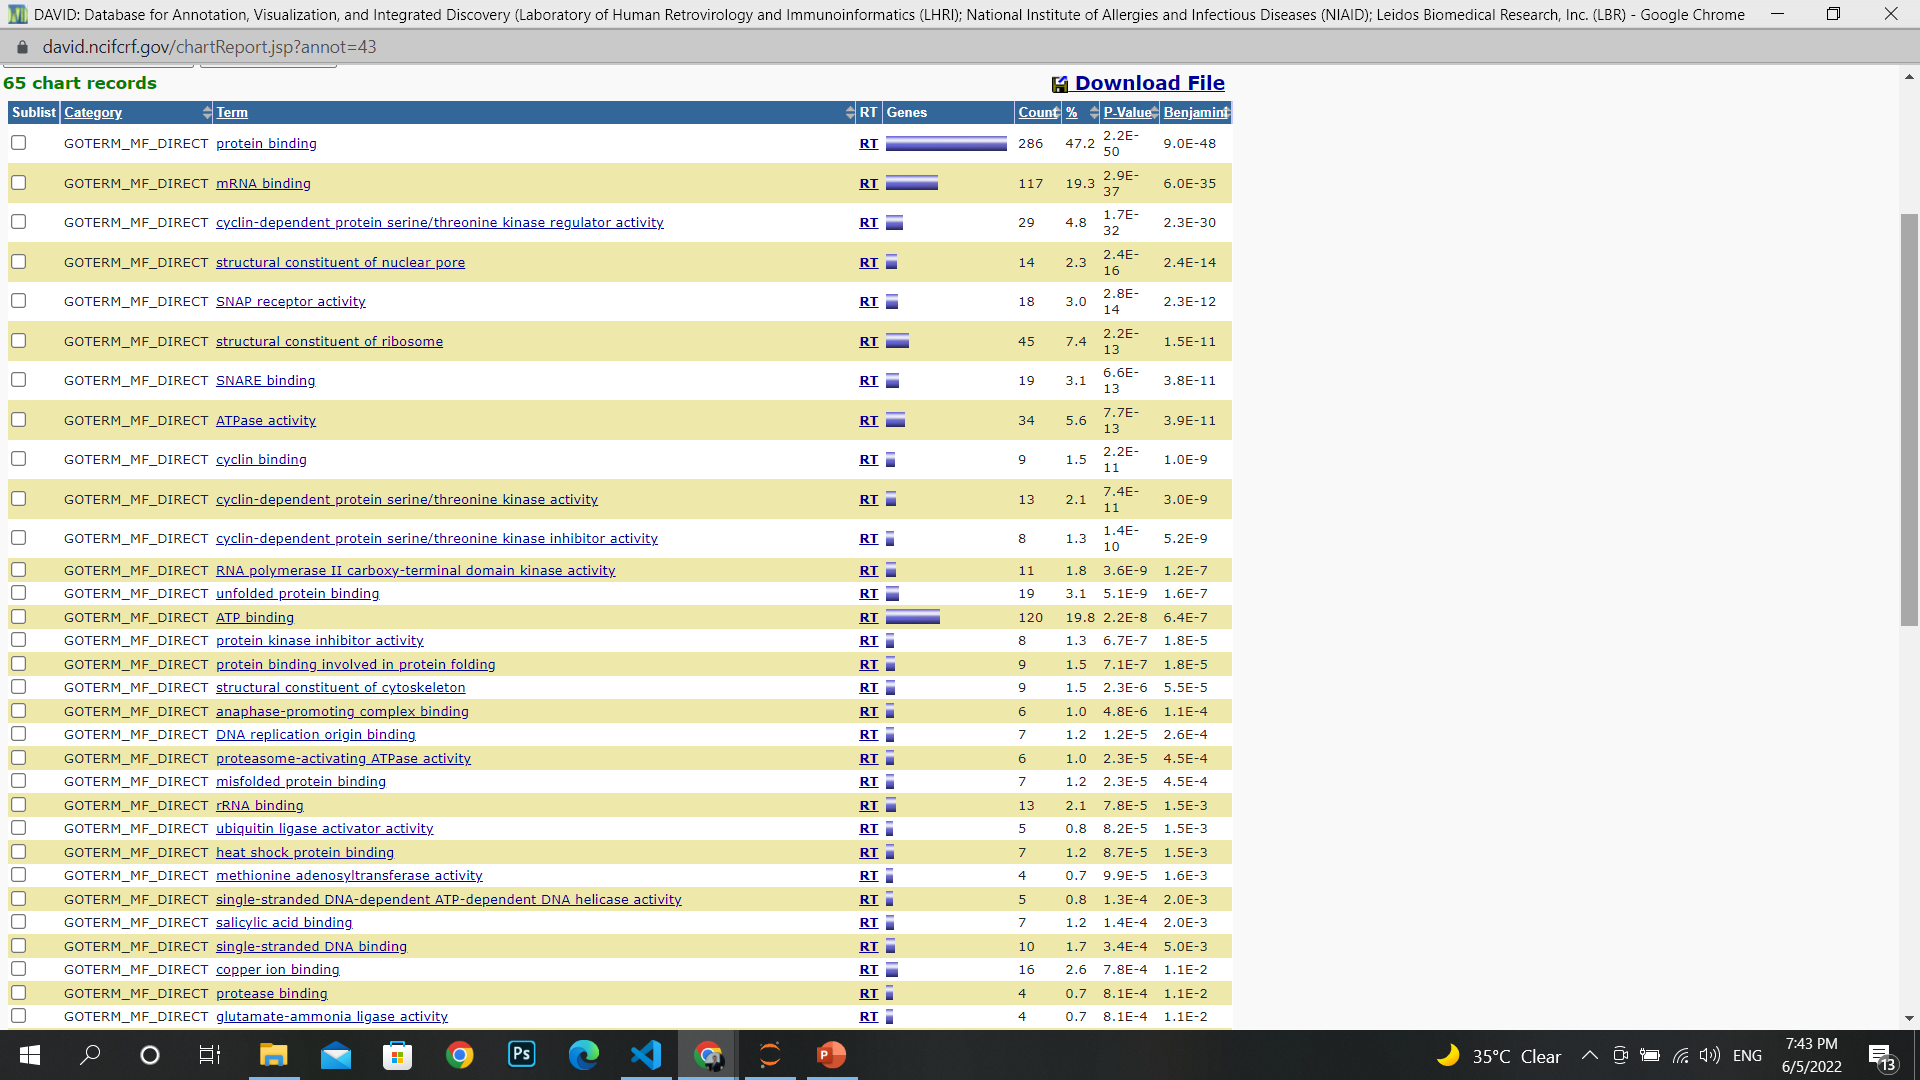 DAVID: Database for Annotation, Visualization, and Integrated Discovery (Laboratory of Human Retrovirology and Immunoinformatics (LHRI); National Institute of Allergies and Infectious Diseases (NIAID); Leidos Biomedical Research, Inc. (LBR) - Google Chrome
david.ncifcrf.gov/chartReport.jsp?annot=43
65 chart records Download File
Sublist Category Term RT Genes Count % P-Value Benjamini
GOTERM_MF_DIRECT protein binding RT 286 47.2 2.2E-50 9.0E-48
GOTERM_MF_DIRECT mRNA binding RT 117 19.3 2.9E-37 6.0E-35
GOTERM_MF_DIRECT cyclin-dependent protein serine/threonine kinase regulator activity RT 29 4.8 1.7E-32 2.3E-30
GOTERM_MF_DIRECT structural constituent of nuclear pore RT 14 2.3 2.4E-16 2.4E-14
GOTERM_MF_DIRECT SNAP receptor activity RT 18 3.0 2.8E-14 2.3E-12
GOTERM_MF_DIRECT structural constituent of ribosome RT 45 7.4 2.2E-13 1.5E-11
GOTERM_MF_DIRECT SNARE binding RT 19 3.1 6.6E-13 3.8E-11
GOTERM_MF_DIRECT ATPase activity RT 34 5.6 7.7E-13 3.9E-11
GOTERM_MF_DIRECT cyclin binding RT 9 1.5 2.2E-11 1.0E-9
GOTERM_MF_DIRECT cyclin-dependent protein serine/threonine kinase activity RT 13 2.1 7.4E-11 3.0E-9
GOTERM_MF_DIRECT cyclin-dependent protein serine/threonine kinase inhibitor activity RT 8 1.3 1.4E-10 5.2E-9
GOTERM_MF_DIRECT RNA polymerase II carboxy-terminal domain kinase activity RT 11 1.8 3.6E-9 1.2E-7
GOTERM_MF_DIRECT unfolded protein binding RT 19 3.1 5.1E-9 1.6E-7
GOTERM_MF_DIRECT ATP binding RT 120 19.8 2.2E-8 6.4E-7
GOTERM_MF_DIRECT protein kinase inhibitor activity RT 8 1.3 6.7E-7 1.8E-5
GOTERM_MF_DIRECT protein binding involved in protein folding RT 9 1.5 7.1E-7 1.8E-5
GOTERM_MF_DIRECT structural constituent of cytoskeleton RT 9 1.5 2.3E-6 5.5E-5
GOTERM_MF_DIRECT anaphase-promoting complex binding RT 6 1.0 4.8E-6 1.1E-4
GOTERM_MF_DIRECT DNA replication origin binding RT 7 1.2 1.2E-5 2.6E-4
GOTERM_MF_DIRECT proteasome-activating ATPase activity RT 6 1.0 2.3E-5 4.5E-4
GOTERM_MF_DIRECT misfolded protein binding RT 7 1.2 2.3E-5 4.5E-4
GOTERM_MF_DIRECT rRNA binding RT 13 2.1 7.8E-5 1.5E-3
GOTERM_MF_DIRECT ubiquitin ligase activator activity RT 5 0.8 8.2E-5 1.5E-3
GOTERM_MF_DIRECT heat shock protein binding RT 7 1.2 8.7E-5 1.5E-3
GOTERM_MF_DIRECT methionine adenosyltransferase activity RT 4 0.7 9.9E-5 1.6E-3
GOTERM_MF_DIRECT single-stranded DNA-dependent ATP-dependent DNA helicase activity RT 5 0.8 1.3E-4 2.0E-3
GOTERM_MF_DIRECT salicylic acid binding RT 7 1.2 1.4E-4 2.0E-3
GOTERM_MF_DIRECT single-stranded DNA binding RT 10 1.7 3.4E-4 5.0E-3
GOTERM_MF_DIRECT copper ion binding RT 16 2.6 7.8E-4 1.1E-2
GOTERM_MF_DIRECT protease binding RT 4 0.7 8.1E-4 1.1E-2
GOTERM_MF_DIRECT glutamate-ammonia ligase activity RT 4 0.7 8.1E-4 1.1E-2
Ps P 35°C Clear ENG 7:43 PM
6/5/2022 13